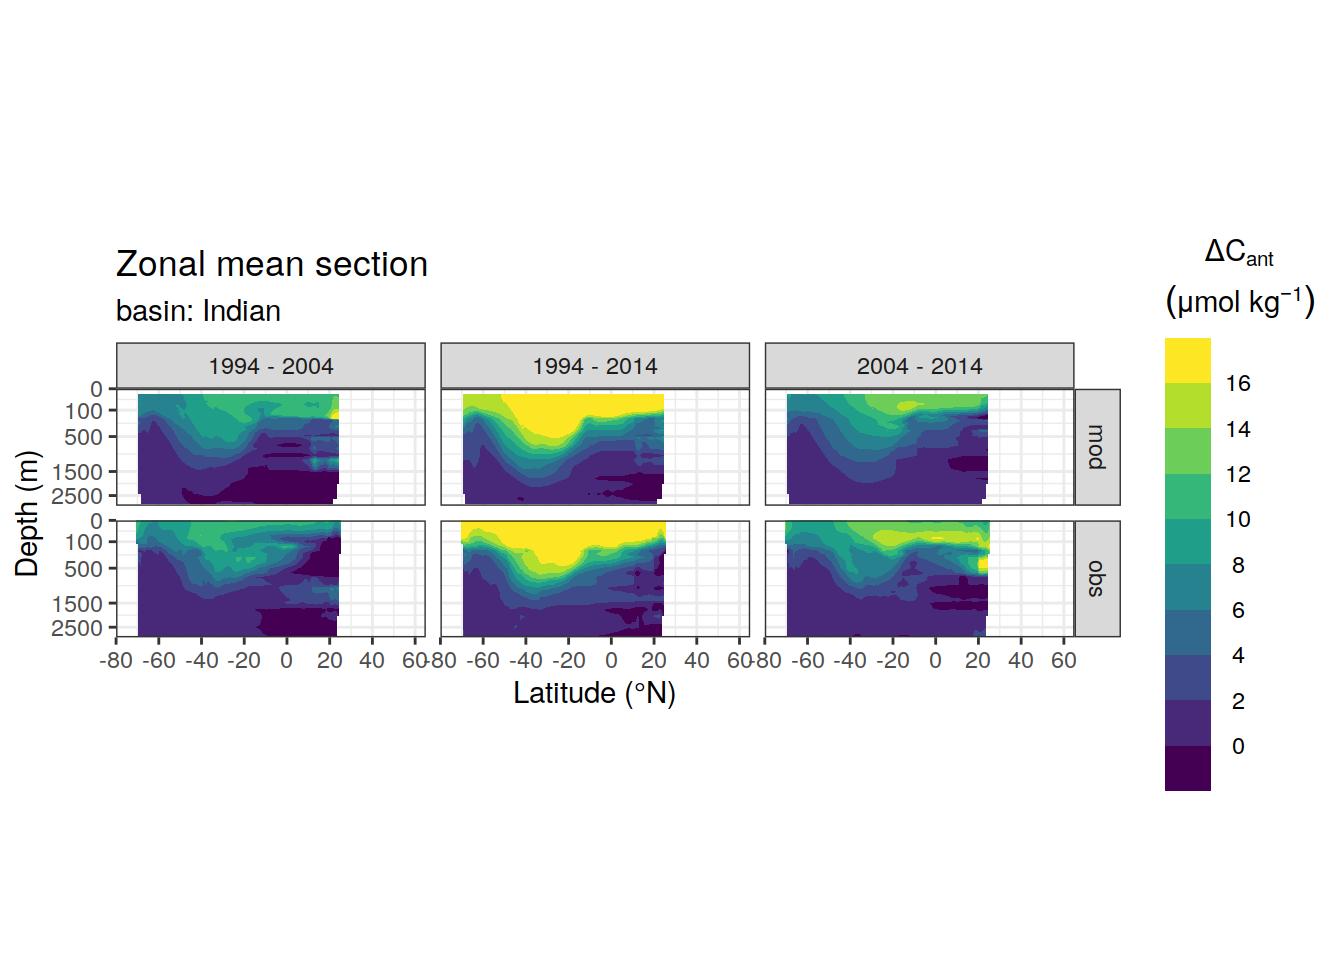 Zonal mean section
basin: Indian
1994 - 2004 1994 - 2014 2004 - 2014
0
100
500
1500
2500
mod
0
100
500
1500
2500
obs
Depth (m)
-80 -60 -40 -20 0 20 40 60 -80 -60 -40 -20 0 20 40 60 -80 -60 -40 -20 0 20 40 60
Latitude (°N)
ΔCant
(μmol kg⁻¹)
16
14
12
10
8
6
4
2
0